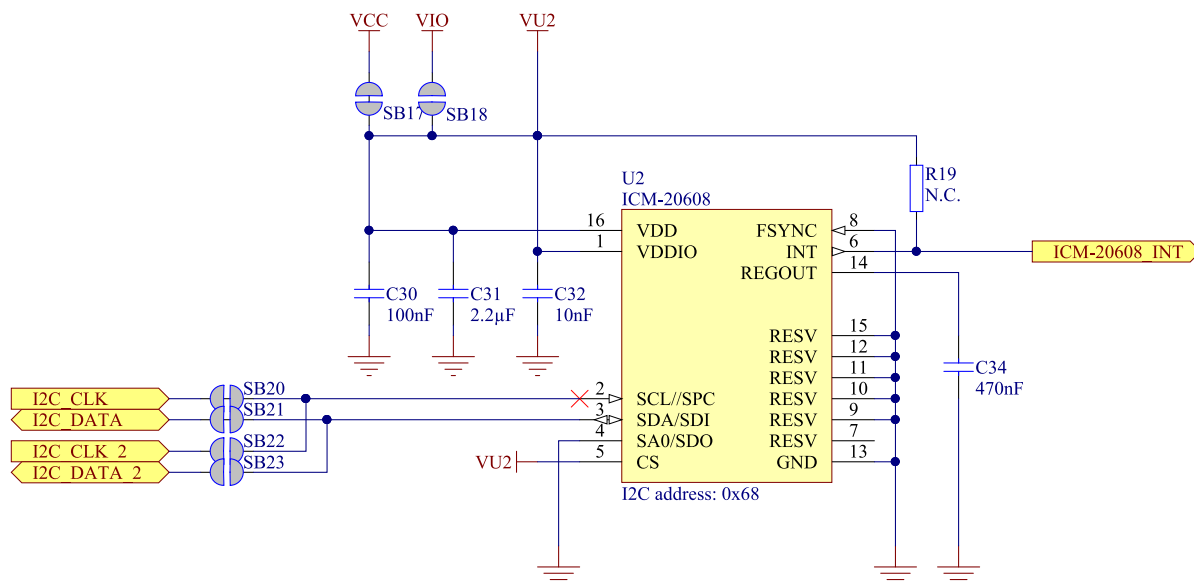 VCC
VIO
VU2
SB17
SB18
U2
ICM-20608
R19
N.C.
16 VDD
1 VDDIO
FSYNC 8
INT 6
REGOUT 14
ICM-20608_INT
C30
100nF
C31
2.2µF
C32
10nF
RESV 15
RESV 12
RESV 11
RESV 10
RESV 9
RESV 7
GND 13
C34
470nF
I2C_CLK
SB20
2 SCL//SPC
I2C_DATA
SB21
3 SDA/SDI
I2C_CLK_2
SB22
4 SA0/SDO
I2C_DATA_2
SB23
VU2
5 CS
I2C address: 0x68